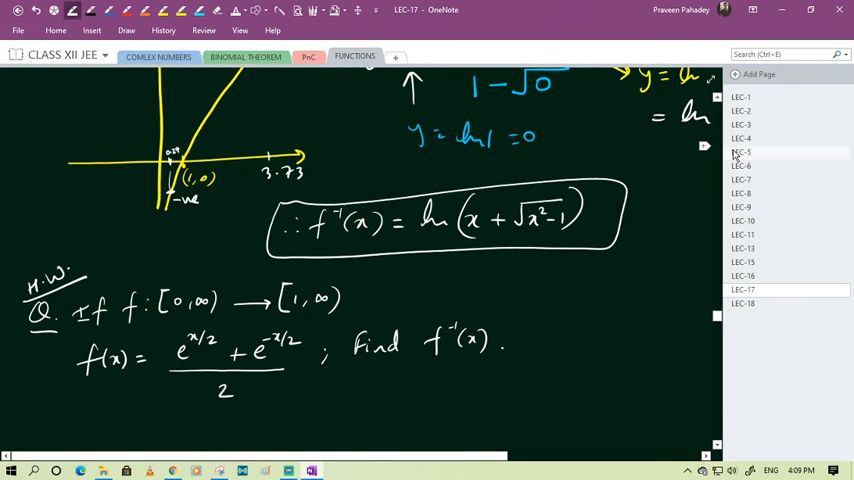 LEC-17 - OneNote
Praveen Pahadey
File Home Insert Draw History Review View Help
CLASS XII JEE
COMLEX NUMBERS BINOMIAL THEOREM PnC FUNCTIONS
Search (Ctrl+E)
Add Page
LEC-1
LEC-2
LEC-3
LEC-4
LEC-5
LEC-6
LEC-7
LEC-8
LEC-9
LEC-10
LEC-11
LEC-13
LEC-15
LEC-16
LEC-17
LEC-18
1 - √0
y = ln
= ln
y = ln 1 = 0
(1, 0)
3.73
-ve
∴ f⁻¹(x) = ln (x + √x²-1)
H.W.
Q. If f : [0, ∞) → [1, ∞)
f(x) = e^x/2 + e^-x/2 / 2 ; Find f⁻¹(x).
ENG 4:09 PM